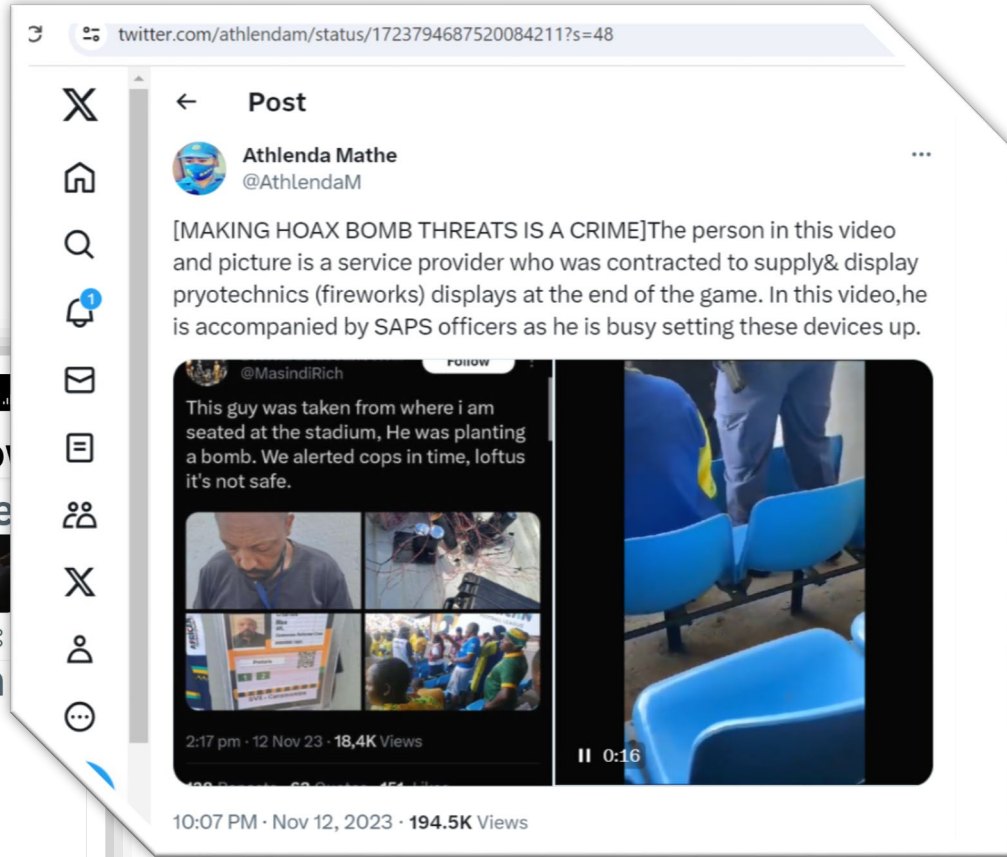 twitter.com/athlendam/status/1723794687520084211?s=48
Post
Athlenda Mathe
@AthlendaM
1
[MAKING HOAX BOMB THREATS IS A CRIME]The person in this video
and picture is a service provider who was contracted to supply& display
pryotechnics (fireworks) displays at the end of the game. In this video,he
is accompanied by SAPS officers as he is busy setting these devices up.
Follow
@MasindiRich
This guy was taken from where i am
seated at the stadium, He was planting
a bomb. We alerted cops in time, loftus
it's not safe.
Pretoria
1 2
2:17 pm · 12 Nov 23 · 18,4K Views
0:16
10:07 PM · Nov 12, 2023 · 194.5K Views